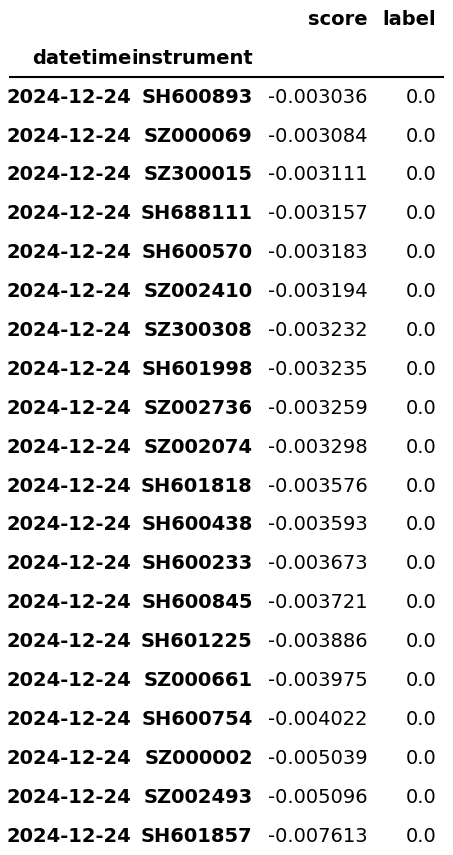 score label
datetime instrument
2024-12-24 SH600893 -0.003036 0.0
2024-12-24 SZ000069 -0.003084 0.0
2024-12-24 SZ300015 -0.003111 0.0
2024-12-24 SH688111 -0.003157 0.0
2024-12-24 SH600570 -0.003183 0.0
2024-12-24 SZ002410 -0.003194 0.0
2024-12-24 SZ300308 -0.003232 0.0
2024-12-24 SH601998 -0.003235 0.0
2024-12-24 SZ002736 -0.003259 0.0
2024-12-24 SZ002074 -0.003298 0.0
2024-12-24 SH601818 -0.003576 0.0
2024-12-24 SH600438 -0.003593 0.0
2024-12-24 SH600233 -0.003673 0.0
2024-12-24 SH600845 -0.003721 0.0
2024-12-24 SH601225 -0.003886 0.0
2024-12-24 SZ000661 -0.003975 0.0
2024-12-24 SH600754 -0.004022 0.0
2024-12-24 SZ000002 -0.005039 0.0
2024-12-24 SZ002493 -0.005096 0.0
2024-12-24 SH601857 -0.007613 0.0